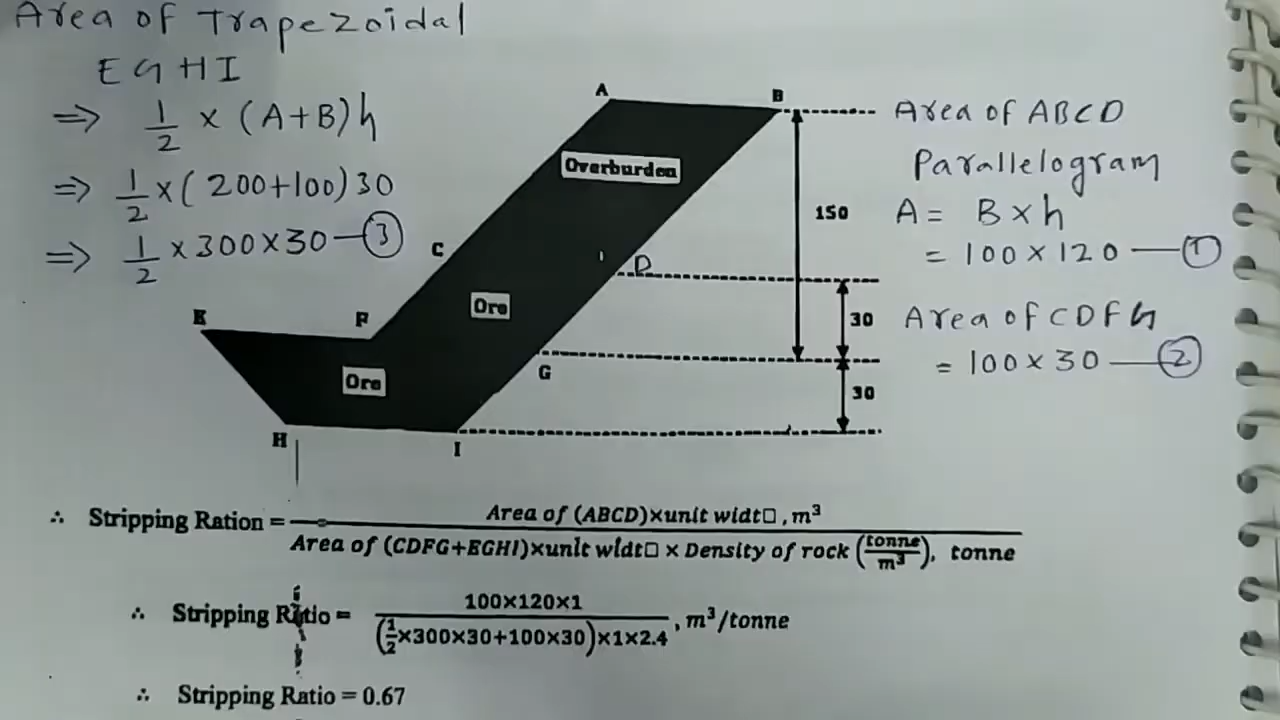 Area of Trapezoidal
EGHI
⇒ 1/2 × (A+B)h
⇒ 1/2 × (200+100)30
⇒ 1/2 × 300×30 — ③
A
B
Overburden
150
C
D
Ore
30
E
F
Ore
G
30
H
I
Area of ABCD
Parallelogram
A = B×h
= 100×120 — ①
Area of CDFG
= 100×30 — ②
∴ Stripping Ration = Area of (ABCD)×unit widt□, m³
Area of (CDFG+EGHI)×unit widt□ × Density of rock (tonne/m³), tonne
∴ Stripping Ratio = 100×120×1
(1/2×300×30+100×30)×1×2.4 , m³/tonne
∴ Stripping Ratio = 0.67